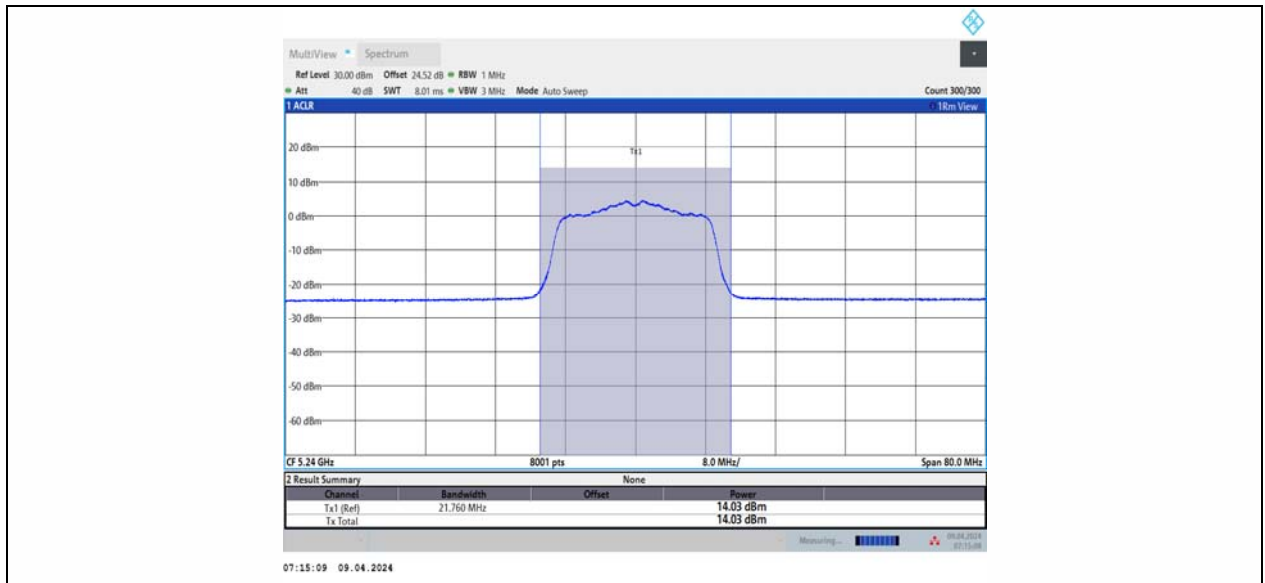 MultiView Spectrum
Ref Level 30.00 dBm Offset 24.52 dB RBW 1 MHz
Att 40 dB SWT 8.01 ms VBW 3 MHz Mode Auto Sweep Count 300/300
1 ACLR 1Rm View
Tx1
20 dBm
10 dBm
0 dBm
-10 dBm
-20 dBm
-30 dBm
-40 dBm
-50 dBm
-60 dBm
CF 5.24 GHz 8001 pts 8.0 MHz/ Span 80.0 MHz
2 Result Summary None
Channel Bandwidth Offset Power
Tx1 (Ref) 21.760 MHz 14.03 dBm
Tx Total 14.03 dBm
Measuring... 09.04.2024
07:15:09 09.04.2024